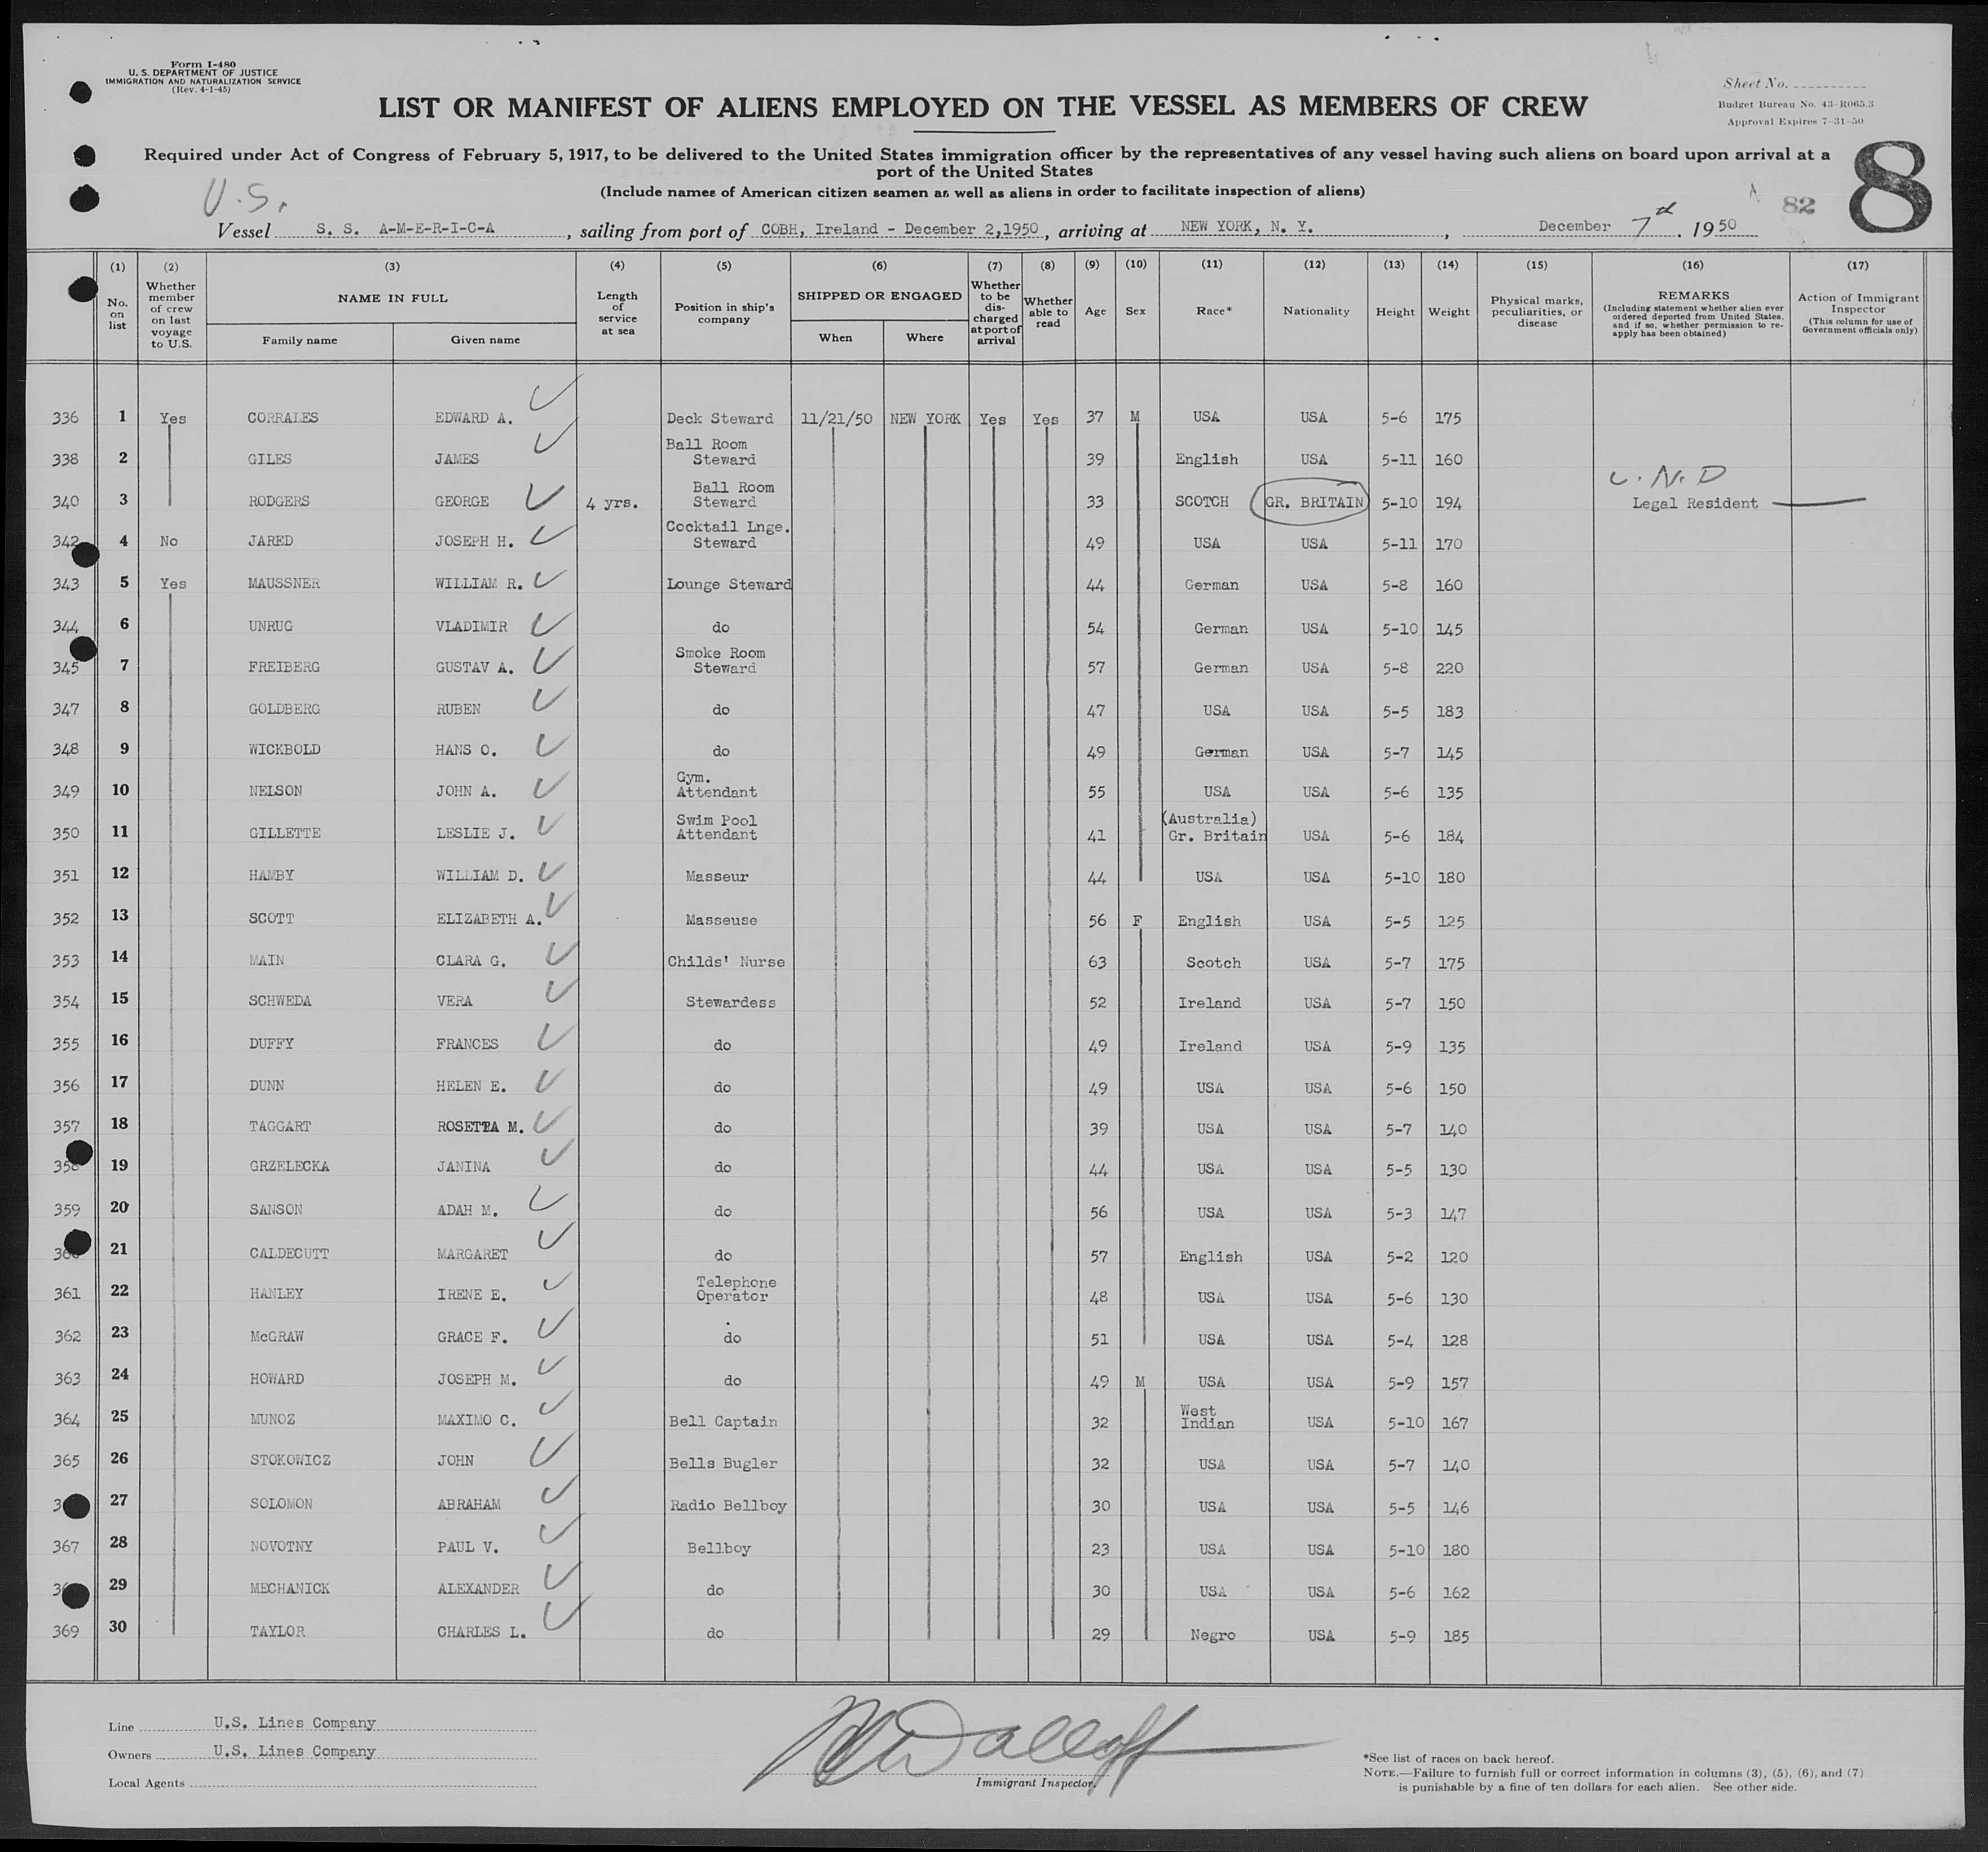 Form I-480
U. S. DEPARTMENT OF JUSTICE
IMMIGRATION AND NATURALIZATION SERVICE
(Rev. 4-1-45)
Sheet No.
Budget Bureau No. 43-R065.3
Approval Expires 7-31-50
LIST OR MANIFEST OF ALIENS EMPLOYED ON THE VESSEL AS MEMBERS OF CREW
Required under Act of Congress of February 5, 1917, to be delivered to the United States immigration officer by the representatives of any vessel having such aliens on board upon arrival at a
port of the United States
(Include names of American citizen seamen as well as aliens in order to facilitate inspection of aliens)
8
82
U.S.
Vessel S. S. A-M-E-R-I-C-A , sailing from port of COBH, Ireland - December 2,1950 , arriving at NEW YORK, N. Y. , December 7th , 1950
(1) No. on list
(2) Whether member of crew on last voyage to U.S.
(3) NAME IN FULL Family name Given name
(4) Length of service at sea
(5) Position in ship's company
(6) SHIPPED OR ENGAGED When Where
(7) Whether to be discharged at port of arrival
(8) Whether able to read
(9) Age
(10) Sex
(11) Race*
(12) Nationality
(13) Height
(14) Weight
(15) Physical marks, peculiarities, or disease
(16) REMARKS (Including statement whether alien ever ordered deported from United States, and if so, whether permission to re-apply has been obtained)
(17) Action of Immigrant Inspector (This column for use of Government officials only)
336 1 Yes CORRALES EDWARD A. Deck Steward 11/21/50 NEW YORK Yes Yes 37 M USA USA 5-6 175
338 2 GILES JAMES Ball Room Steward 39 English USA 5-11 160
340 3 RODGERS GEORGE 4 yrs. Ball Room Steward 33 SCOTCH GR. BRITAIN 5-10 194 U.N.D Legal Resident
342 4 No JARED JOSEPH H. Cocktail Lnge. Steward 49 USA USA 5-11 170
343 5 Yes MAUSSNER WILLIAM R. Lounge Steward 44 German USA 5-8 160
344 6 UNRUG VLADIMIR do 54 German USA 5-10 145
345 7 FREIBERG GUSTAV A. Smoke Room Steward 57 German USA 5-8 220
347 8 GOLDBERG RUBEN do 47 USA USA 5-5 183
348 9 WICKBOLD HANS O. do 49 German USA 5-7 145
349 10 NELSON JOHN A. Gym. Attendant 55 USA USA 5-6 135
350 11 GILLETTE LESLIE J. Swim Pool Attendant 41 (Australia) Gr. Britain USA 5-6 184
351 12 HAMBY WILLIAM D. Masseur 44 USA USA 5-10 180
352 13 SCOTT ELIZABETH A. Masseuse 56 F English USA 5-5 125
353 14 MAIN CLARA G. Childs' Nurse 63 Scotch USA 5-7 175
354 15 SCHWEDA VERA Stewardess 52 Ireland USA 5-7 150
355 16 DUFFY FRANCES do 49 Ireland USA 5-9 135
356 17 DUNN HELEN E. do 49 USA USA 5-6 150
357 18 TAGGART ROSETTA M. do 39 USA USA 5-7 140
358 19 GRZELECKA JANINA do 44 USA USA 5-5 130
359 20 SANSON ADAH M. do 56 USA USA 5-3 147
360 21 CALDECUTT MARGARET do 57 English USA 5-2 120
361 22 HANLEY IRENE E. Telephone Operator 48 USA USA 5-6 130
362 23 McGRAW GRACE F. do 51 USA USA 5-4 128
363 24 HOWARD JOSEPH M. do 49 M USA USA 5-9 157
364 25 MUNOZ MAXIMO C. Bell Captain 32 West Indian USA 5-10 167
365 26 STOKOWICZ JOHN Bells Bugler 32 USA USA 5-7 140
27 SOLOMON ABRAHAM Radio Bellboy 30 USA USA 5-5 146
367 28 NOVOTNY PAUL V. Bellboy 23 USA USA 5-10 180
29 MECHANICK ALEXANDER do 30 USA USA 5-6 162
369 30 TAYLOR CHARLES L. do 29 Negro USA 5-9 185
Line U.S. Lines Company
Owners U.S. Lines Company
Local Agents
Immigrant Inspector.
*See list of races on back hereof.
NOTE.—Failure to furnish full or correct information in columns (3), (5), (6), and (7)
is punishable by a fine of ten dollars for each alien. See other side.